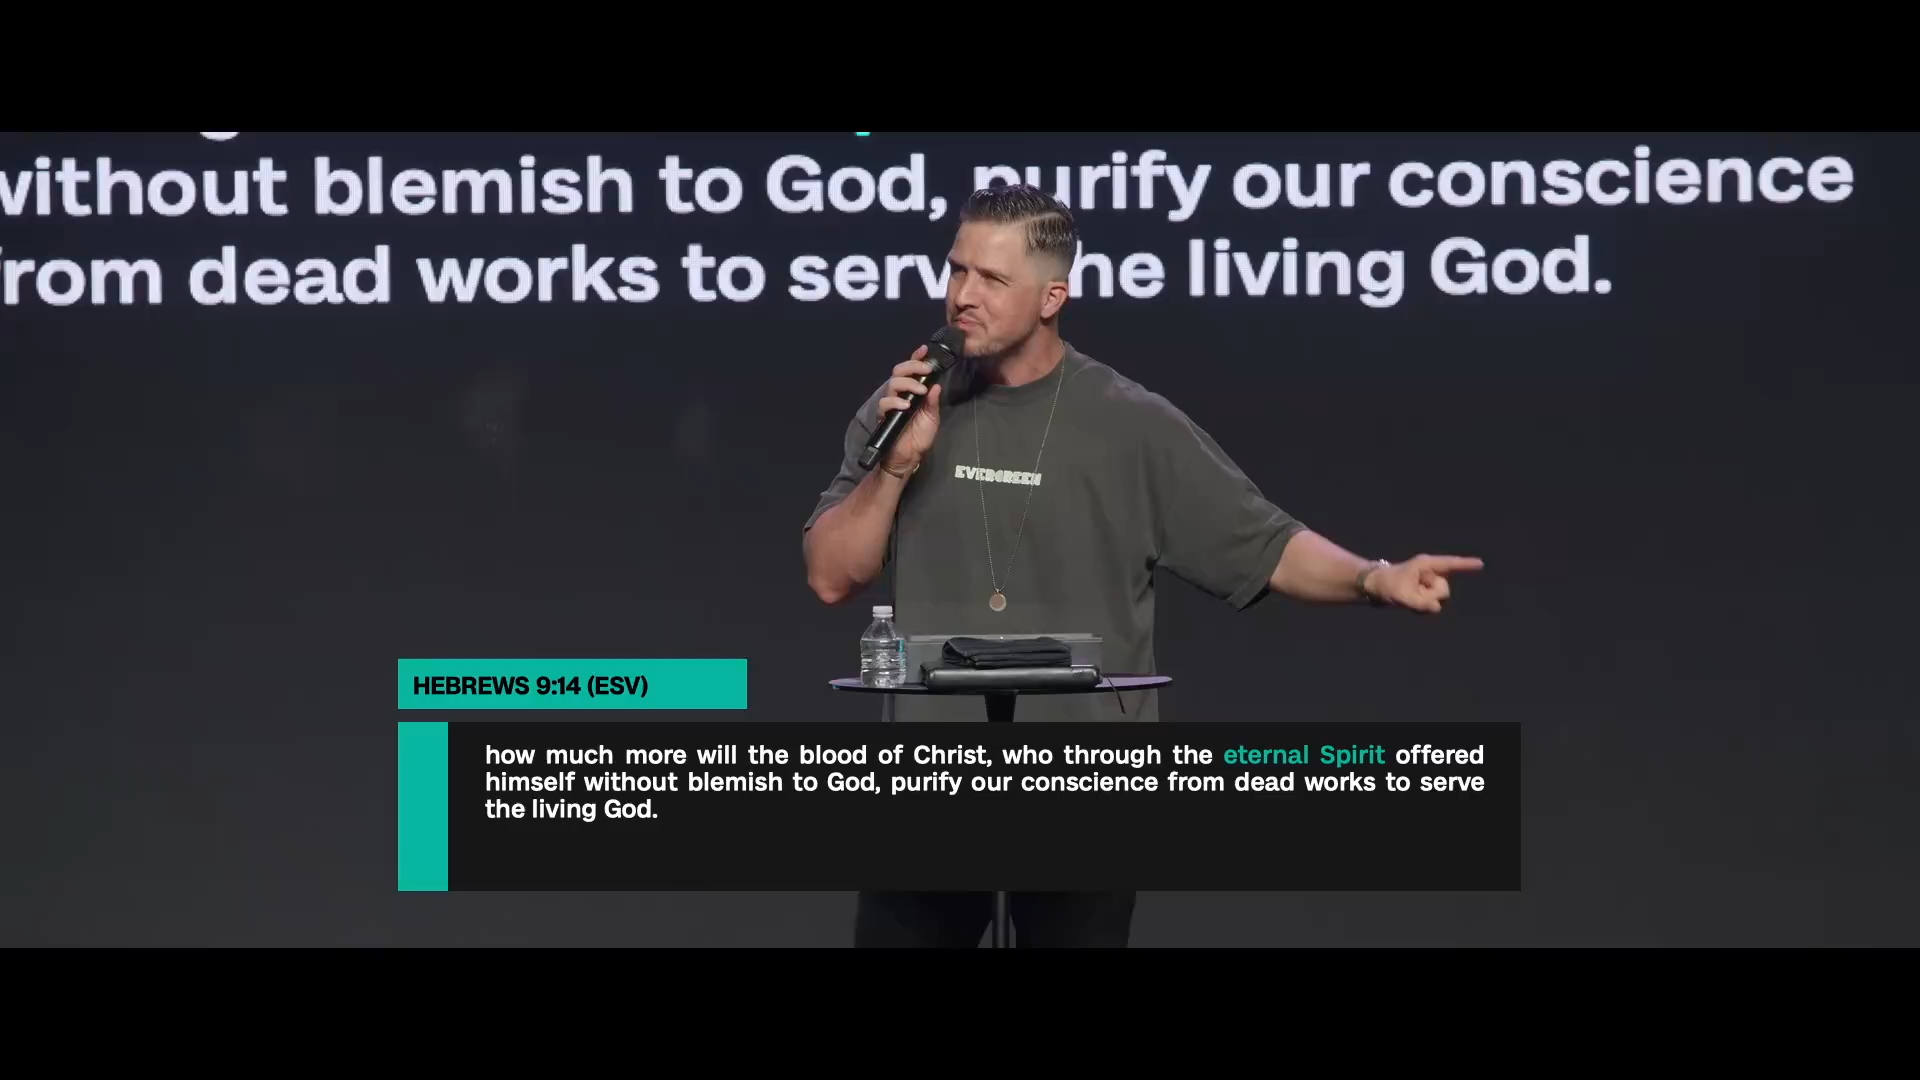 without blemish to God, purify our conscience
from dead works to serve the living God.
EVERGREEN
HEBREWS 9:14 (ESV)
how much more will the blood of Christ, who through the eternal Spirit offered
himself without blemish to God, purify our conscience from dead works to serve
the living God.